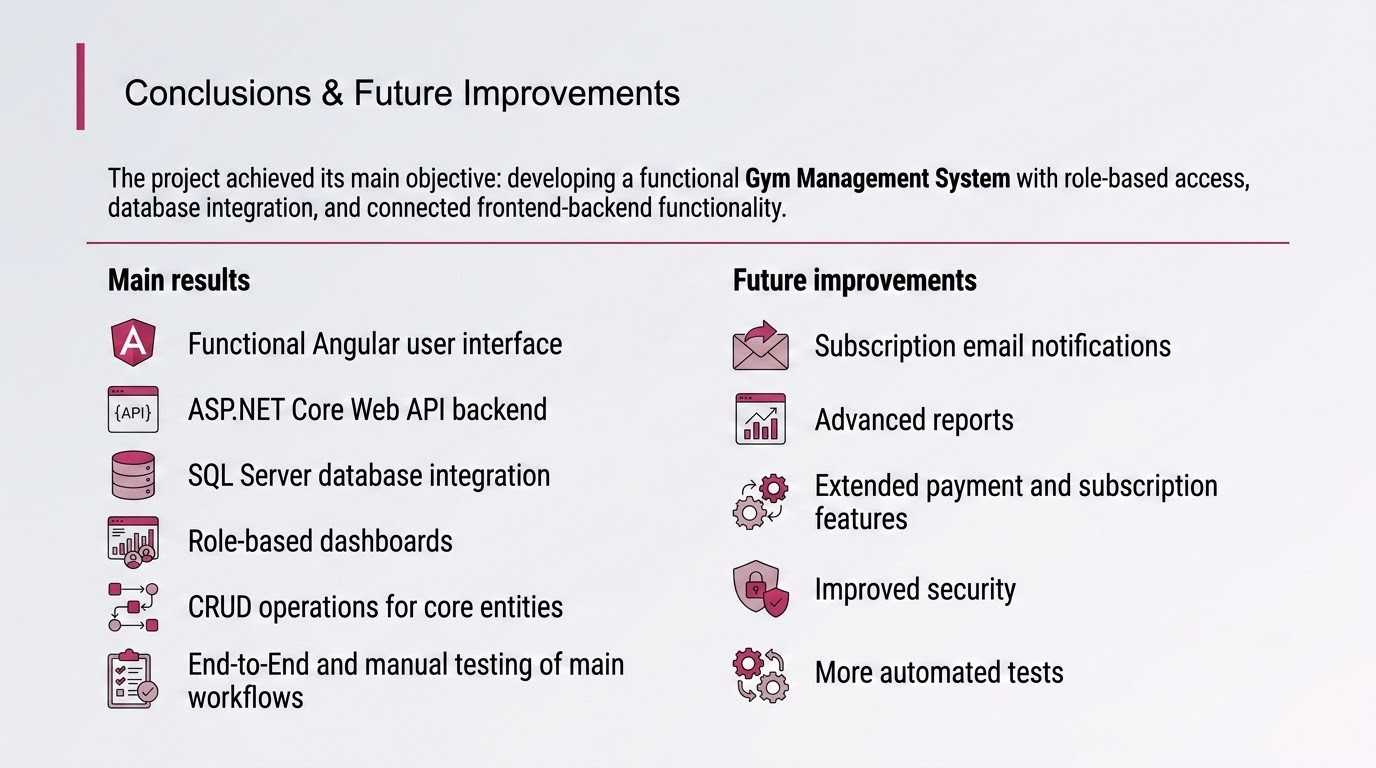 Conclusions & Future Improvements
The project achieved its main objective: developing a functional Gym Management System with role-based access,
database integration, and connected frontend-backend functionality.
Main results
A
Functional Angular user interface
{API}
ASP.NET Core Web API backend
SQL Server database integration
Role-based dashboards
CRUD operations for core entities
End-to-End and manual testing of main
workflows
Future improvements
Subscription email notifications
Advanced reports
Extended payment and subscription
features
Improved security
More automated tests